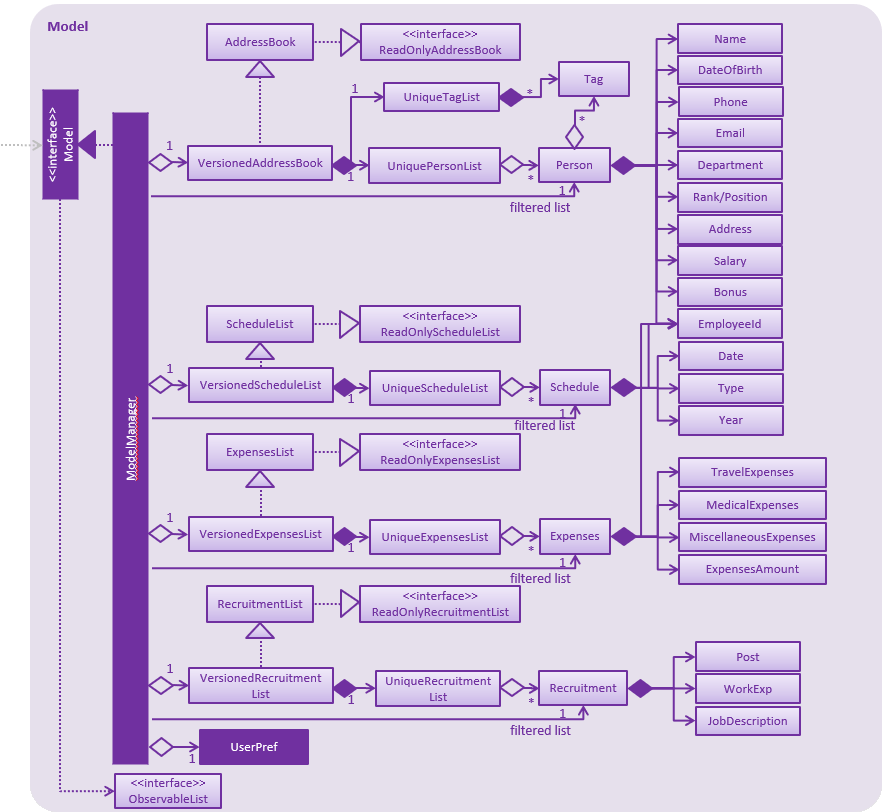 Model
<<interface>>
Model
ModelManager
AddressBook
<<interface>>
ReadOnlyAddressBook
1
UniqueTagList
*
Tag
*
1
VersionedAddressBook
1
UniquePersonList
*
Person
1
filtered list
Name
DateOfBirth
Phone
Email
Department
Rank/Position
Address
Salary
Bonus
EmployeeId
Date
Type
Year
ScheduleList
<<interface>>
ReadOnlyScheduleList
1
VersionedScheduleList
1
UniqueScheduleList
*
Schedule
1
filtered list
ExpensesList
<<interface>>
ReadOnlyExpensesList
1
VersionedExpensesList
1
UniqueExpensesList
*
Expenses
1
filtered list
TravelExpenses
MedicalExpenses
MiscellaneousExpenses
ExpensesAmount
RecruitmentList
<<interface>>
ReadOnlyRecruitmentList
1
VersionedRecruitment
List
1
UniqueRecruitment
List
*
Recruitment
1
filtered list
Post
WorkExp
JobDescription
1
UserPref
<<interface>>
ObservableList